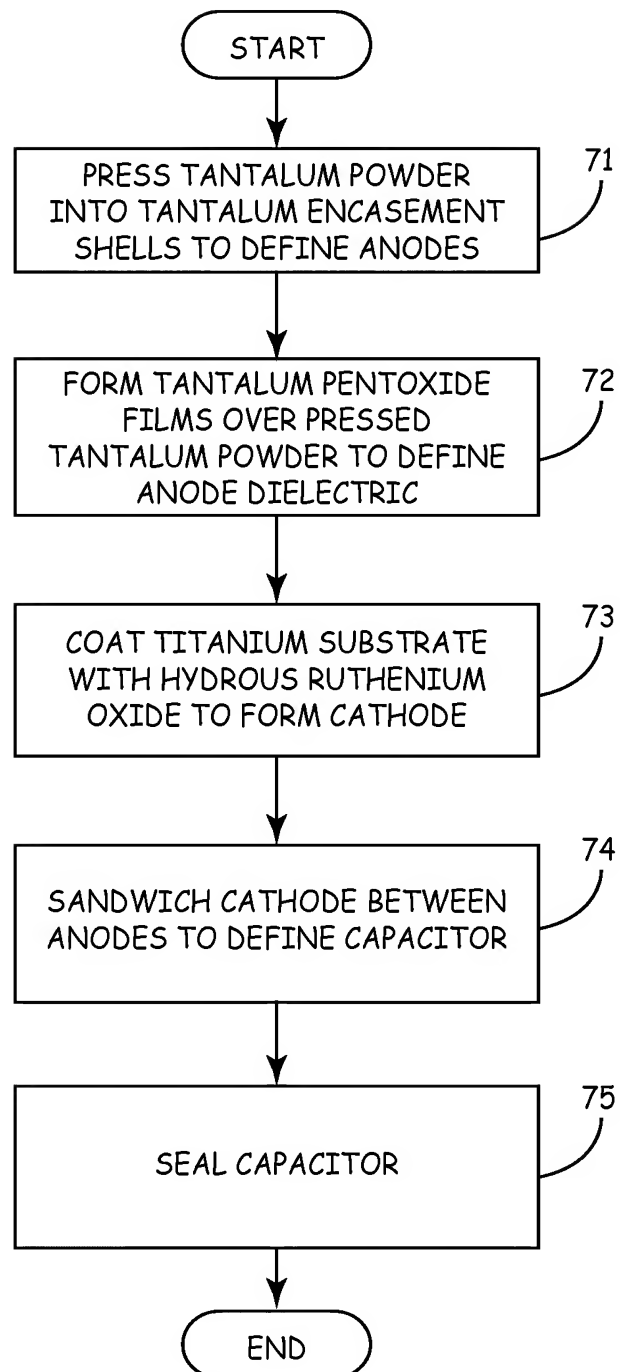 START
71
PRESS TANTALUM POWDER
INTO TANTALUM ENCASEMENT
SHELLS TO DEFINE ANODES
72
FORM TANTALUM PENTOXIDE
FILMS OVER PRESSED
TANTALUM POWDER TO DEFINE
ANODE DIELECTRIC
73
COAT TITANIUM SUBSTRATE
WITH HYDROUS RUTHENIUM
OXIDE TO FORM CATHODE
74
SANDWICH CATHODE BETWEEN
ANODES TO DEFINE CAPACITOR
75
SEAL CAPACITOR
END